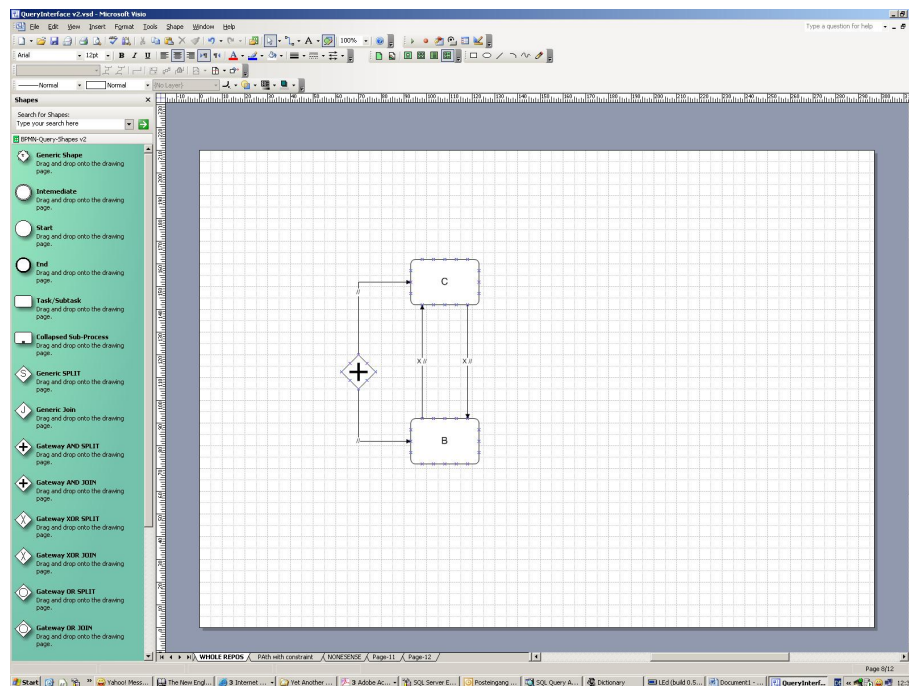 QueryInterface v2.vsd - Microsoft Visio
File Edit View Insert Format Tools Shape Window Help
Type a question for help
100%
Arial 12pt B I U
Normal Normal (No Layer)
Shapes
Search for Shapes:
Type your search here
BPMN-Query-Shapes v2
Generic Shape
Drag and drop onto the drawing
page.
Intemediate
Drag and drop onto the drawing
page.
Start
Drag and drop onto the drawing
page.
End
Drag and drop onto the drawing
page.
Task/Subtask
Drag and drop onto the drawing
page.
Collapsed Sub-Process
Drag and drop onto the drawing
page.
Generic SPLIT
Drag and drop onto the drawing
page.
Generic Join
Drag and drop onto the drawing
page.
Gateway AND SPLIT
Drag and drop onto the drawing
page.
Gateway AND JOIN
Drag and drop onto the drawing
page.
Gateway XOR SPLIT
Drag and drop onto the drawing
page.
Gateway XOR JOIN
Drag and drop onto the drawing
page.
Gateway OR SPLIT
Drag and drop onto the drawing
page.
Gateway OR JOIN
Drag and drop onto the drawing
page.
C
//
X // X //
// B
WHOLE REPOS PAth with constraint NONESENSE Page-11 Page-12
Page 8/12
Start Yahoo! Mess... The New Engl... 3 Internet ... Yet Another ... 3 Adobe Ac... SQL Server E... Posteingang ... SQL Query A... Dictionary LEd (build 0.5... Document1 - ... QueryInterf...